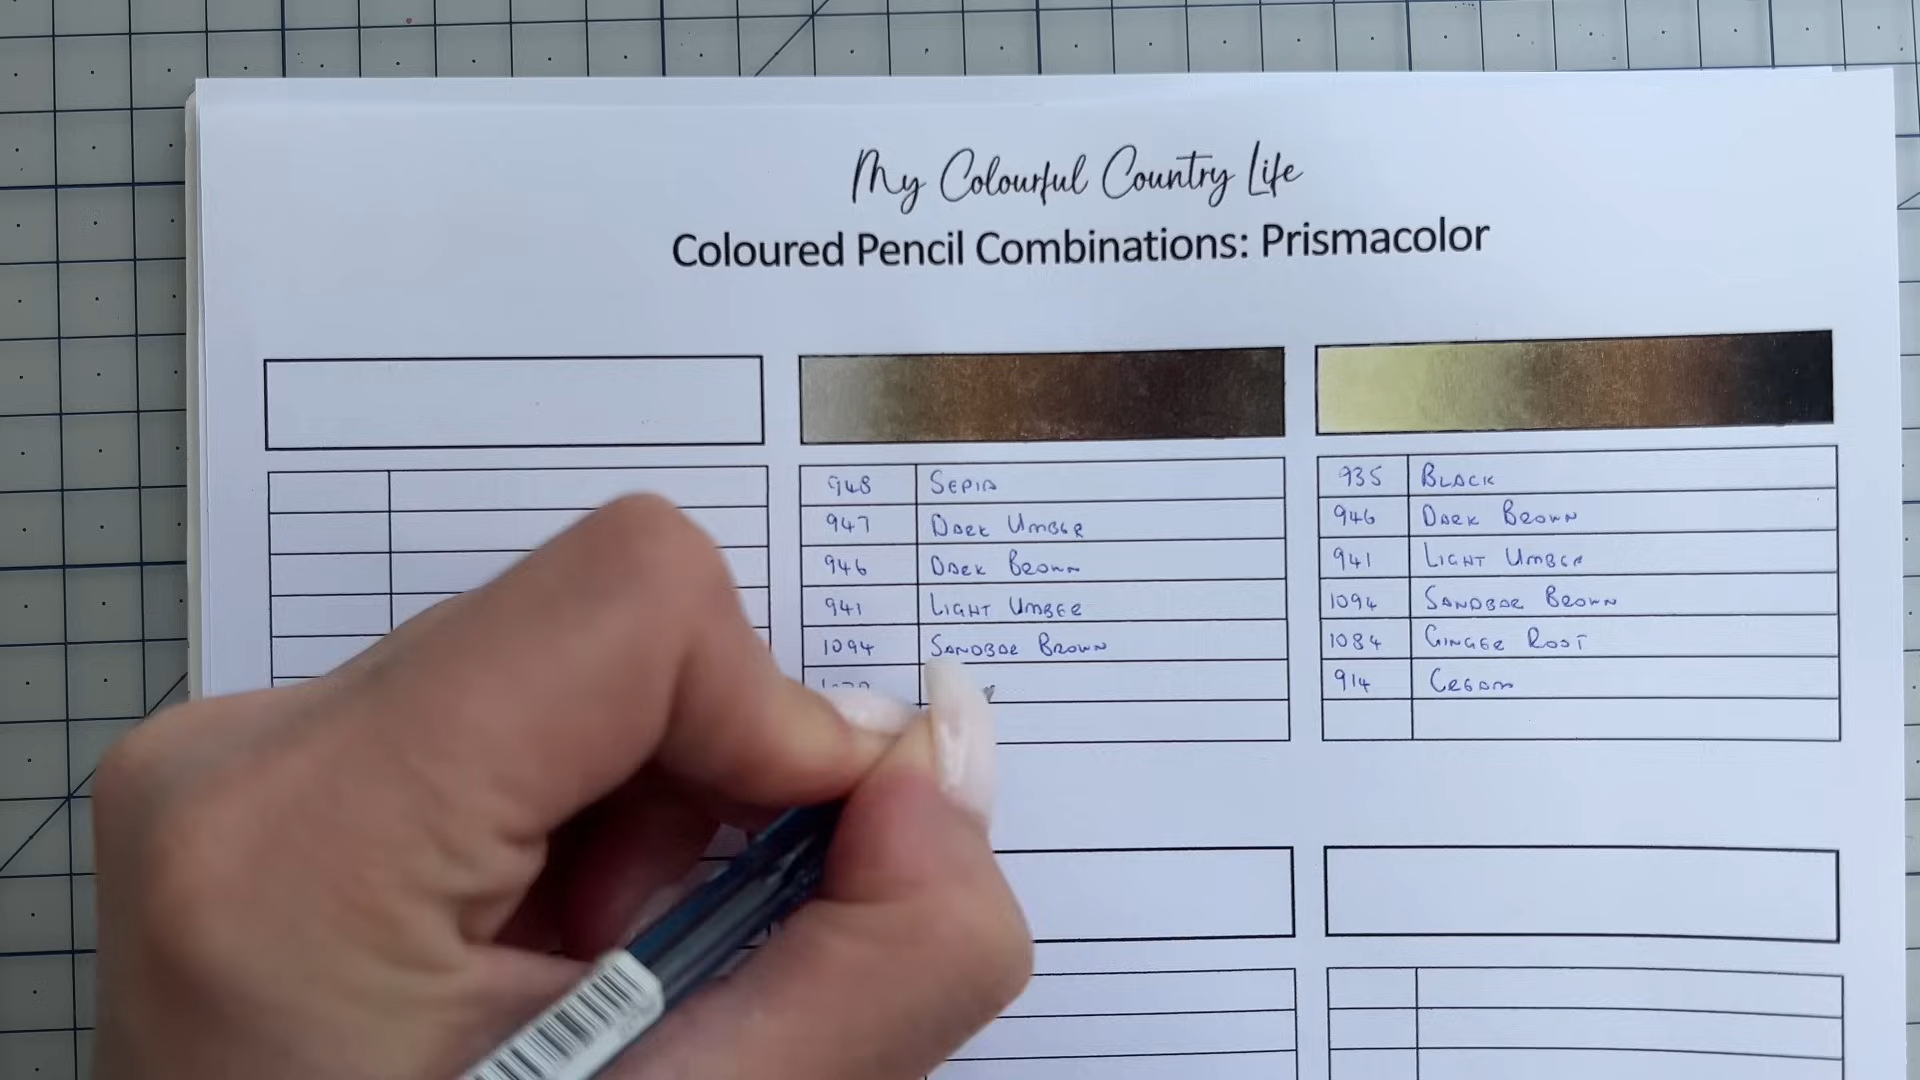 My Colourful Country Life
Coloured Pencil Combinations: Prismacolor
948 SEPIA
947 DARK UMBER
946 DARK BROWN
941 LIGHT UMBER
1094 SANDBAR BROWN
935 BLACK
946 DARK BROWN
941 LIGHT UMBER
1094 SANDBAR BROWN
1084 GINGER ROOT
914 CREAM